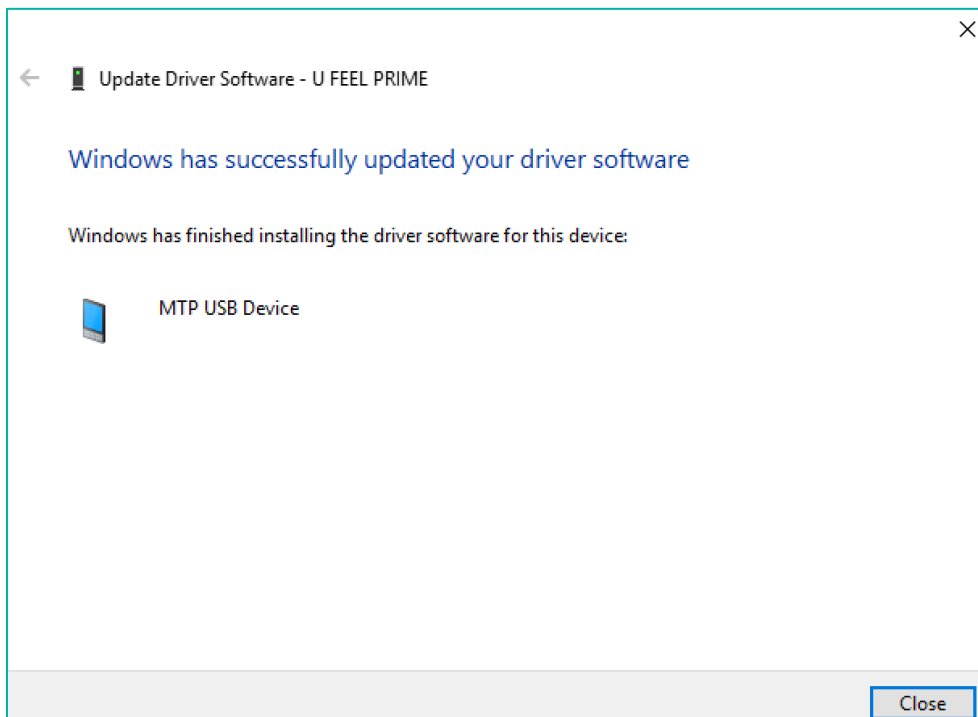 Update Driver Software - U FEEL PRIME
Windows has successfully updated your driver software
Windows has finished installing the driver software for this device:
MTP USB Device
Close